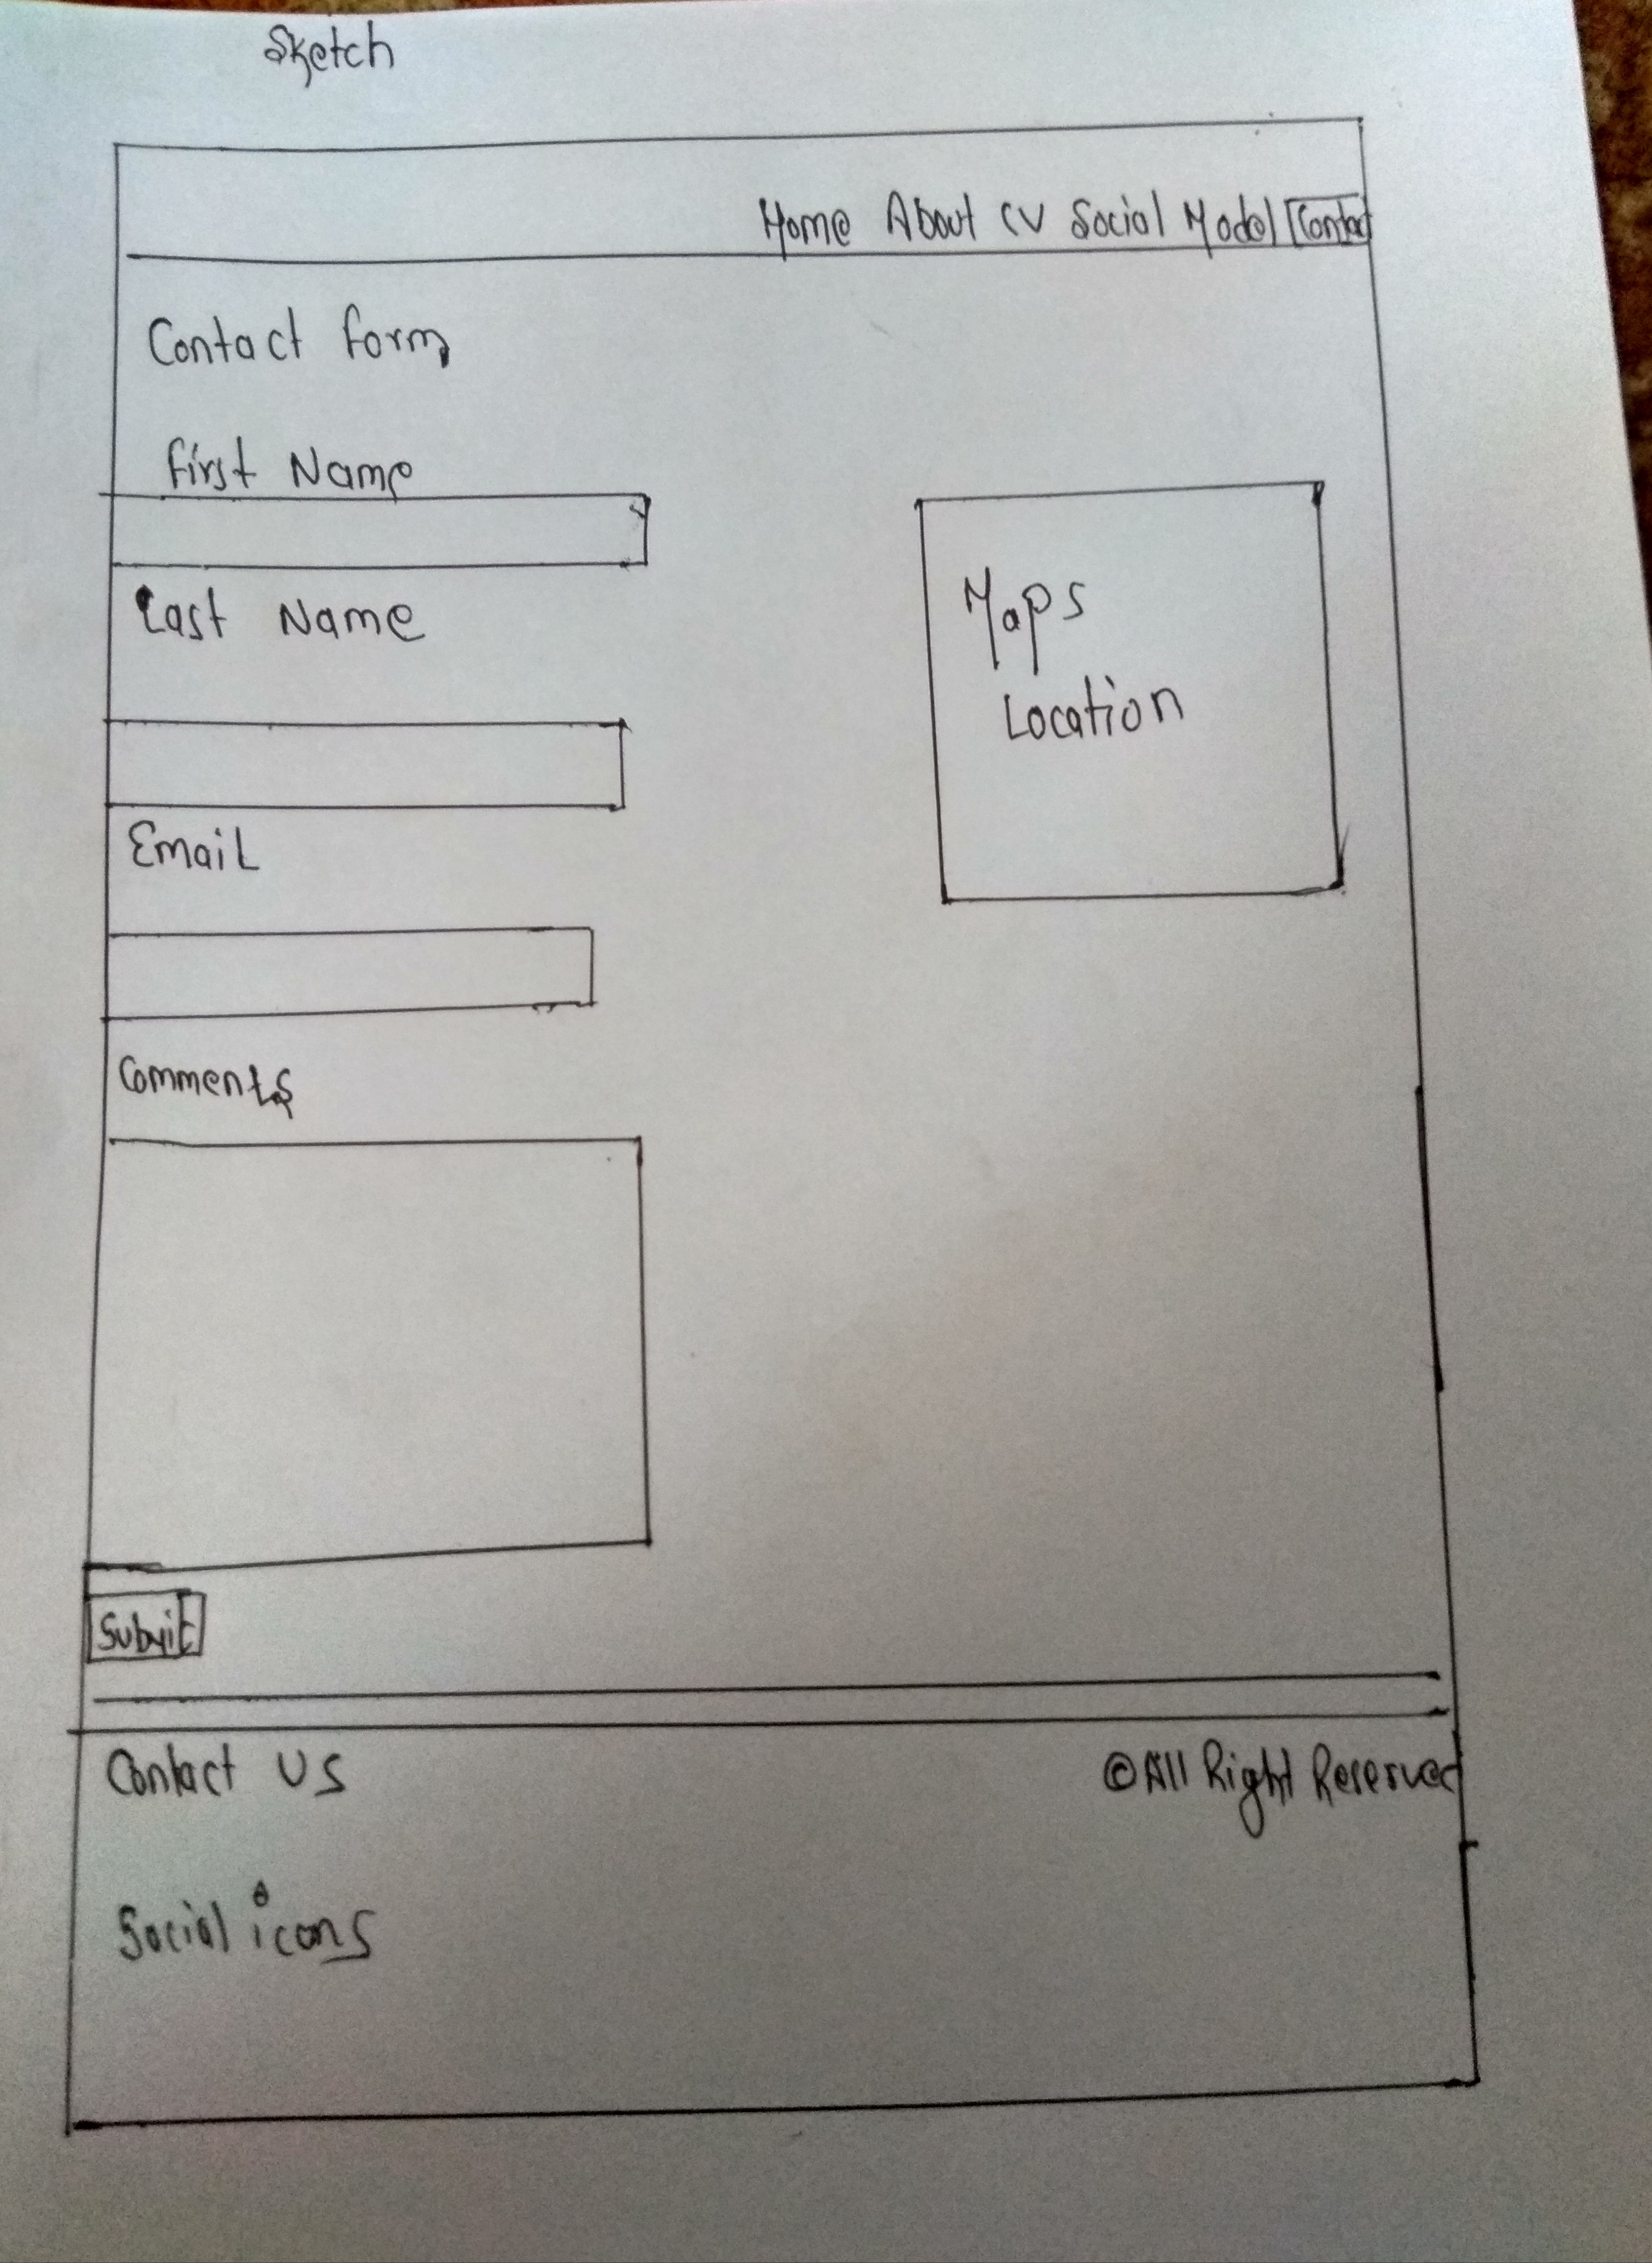 Sketch
Home About CV Social Model Contact
Contact form
First Name
Last Name
Maps
Location
Email
Comments
Submit
Contact US
©All Right Reserved
Social icons